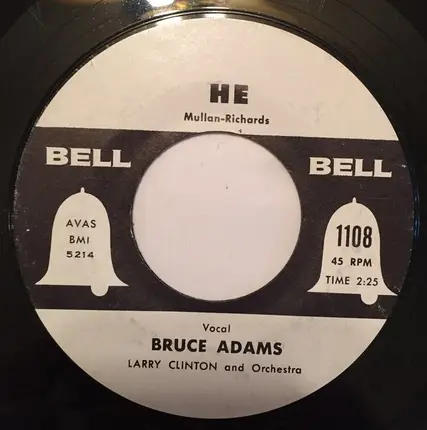 HE
Mullan-Richards
BELL
BELL
AVAS
BMI
5214
1108
45 RPM
TIME 2:25
Vocal
BRUCE ADAMS
LARRY CLINTON and Orchestra